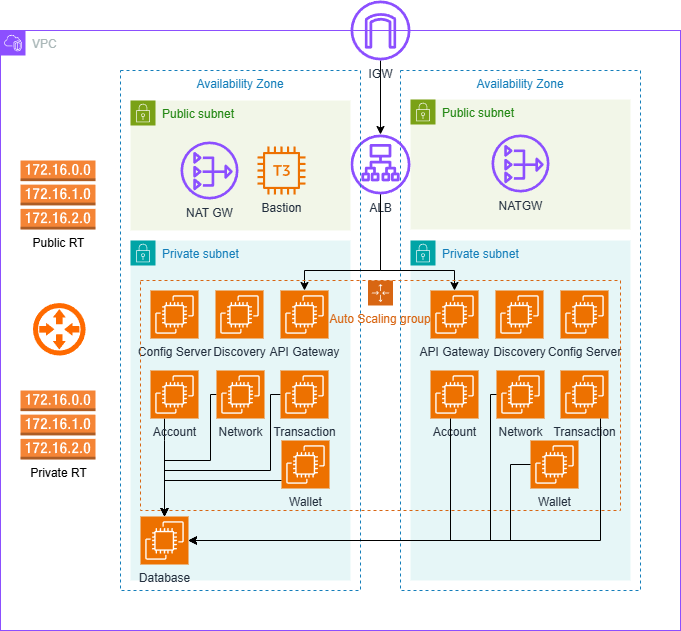 VPC
IGW
Availability Zone
Availability Zone
Public subnet
Public subnet
T3
172.16.0.0
172.16.1.0
172.16.2.0
Public RT
NAT GW
Bastion
ALB
NATGW
Private subnet
Private subnet
Auto Scaling group
Config Server
Discovery
API Gateway
API Gateway
Discovery
Config Server
172.16.0.0
172.16.1.0
172.16.2.0
Private RT
Account
Network
Transaction
Account
Network
Transaction
Wallet
Wallet
Database